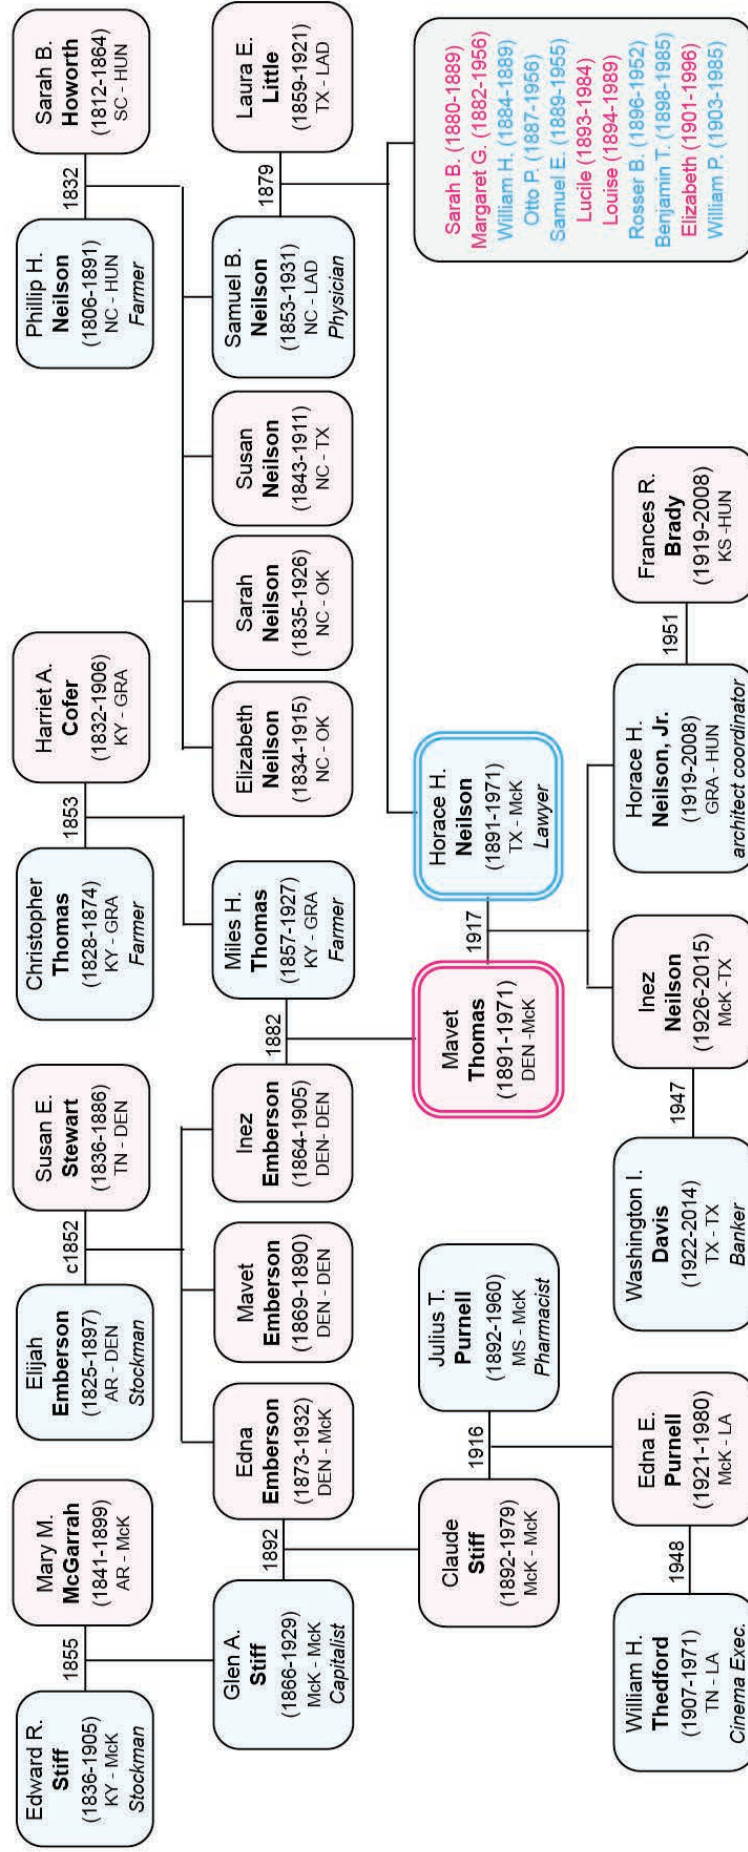 Edward R.
Stiff
(1836-1905)
KY - McK
Stockman
1855
Mary M.
McGarrah
(1841-1899)
AR - McK
Elijah
Emberson
(1825-1897)
AR - DEN
Stockman
c1852
Susan E.
Stewart
(1836-1886)
TN - DEN
Christopher
Thomas
(1828-1874)
KY - GRA
Farmer
1853
Harriet A.
Cofer
(1832-1906)
KY - GRA
Phillip H.
Neilson
(1806-1891)
NC - HUN
Farmer
1832
Sarah B.
Howorth
(1812-1864)
SC - HUN
Glen A.
Stiff
(1866-1929)
McK - McK
Capitalist
1892
Edna
Emberson
(1873-1932)
DEN - McK
Mavet
Emberson
(1869-1890)
DEN - DEN
Inez
Emberson
(1864-1905)
DEN- DEN
1882
Miles H.
Thomas
(1857-1927)
KY - GRA
Farmer
Elizabeth
Neilson
(1834-1915)
NC - OK
Sarah
Neilson
(1835-1926)
NC - OK
Susan
Neilson
(1843-1911)
NC - TX
Samuel B.
Neilson
(1853-1931)
NC - LAD
Physician
1879
Laura E.
Little
(1859-1921)
TX - LAD
Claude
Stiff
(1892-1979)
McK - McK
1916
Julius T.
Purnell
(1892-1960)
MS - McK
Pharmacist
Mavet
Thomas
(1891-1971)
DEN -McK
1917
Horace H.
Neilson
(1891-1971)
TX - McK
Lawyer
Sarah B. (1880-1889)
Margaret G. (1882-1956)
William H. (1884-1889)
Otto P. (1887-1956)
Samuel E. (1889-1955)
Lucile (1893-1984)
Louise (1894-1989)
Rosser B. (1896-1952)
Benjamin T. (1898-1985)
Elizabeth (1901-1996)
William P. (1903-1985)
William H.
Thedford
(1907-1971)
TN - LA
Cinema Exec.
1948
Edna E.
Purnell
(1921-1980)
McK - LA
Washington I.
Davis
(1922-2014)
TX - TX
Banker
1947
Inez
Neilson
(1926-2015)
McK -TX
Horace H.
Neilson, Jr.
(1919-2008)
GRA - HUN
architect coordinator
1951
Frances R.
Brady
(1919-2008)
KS -HUN